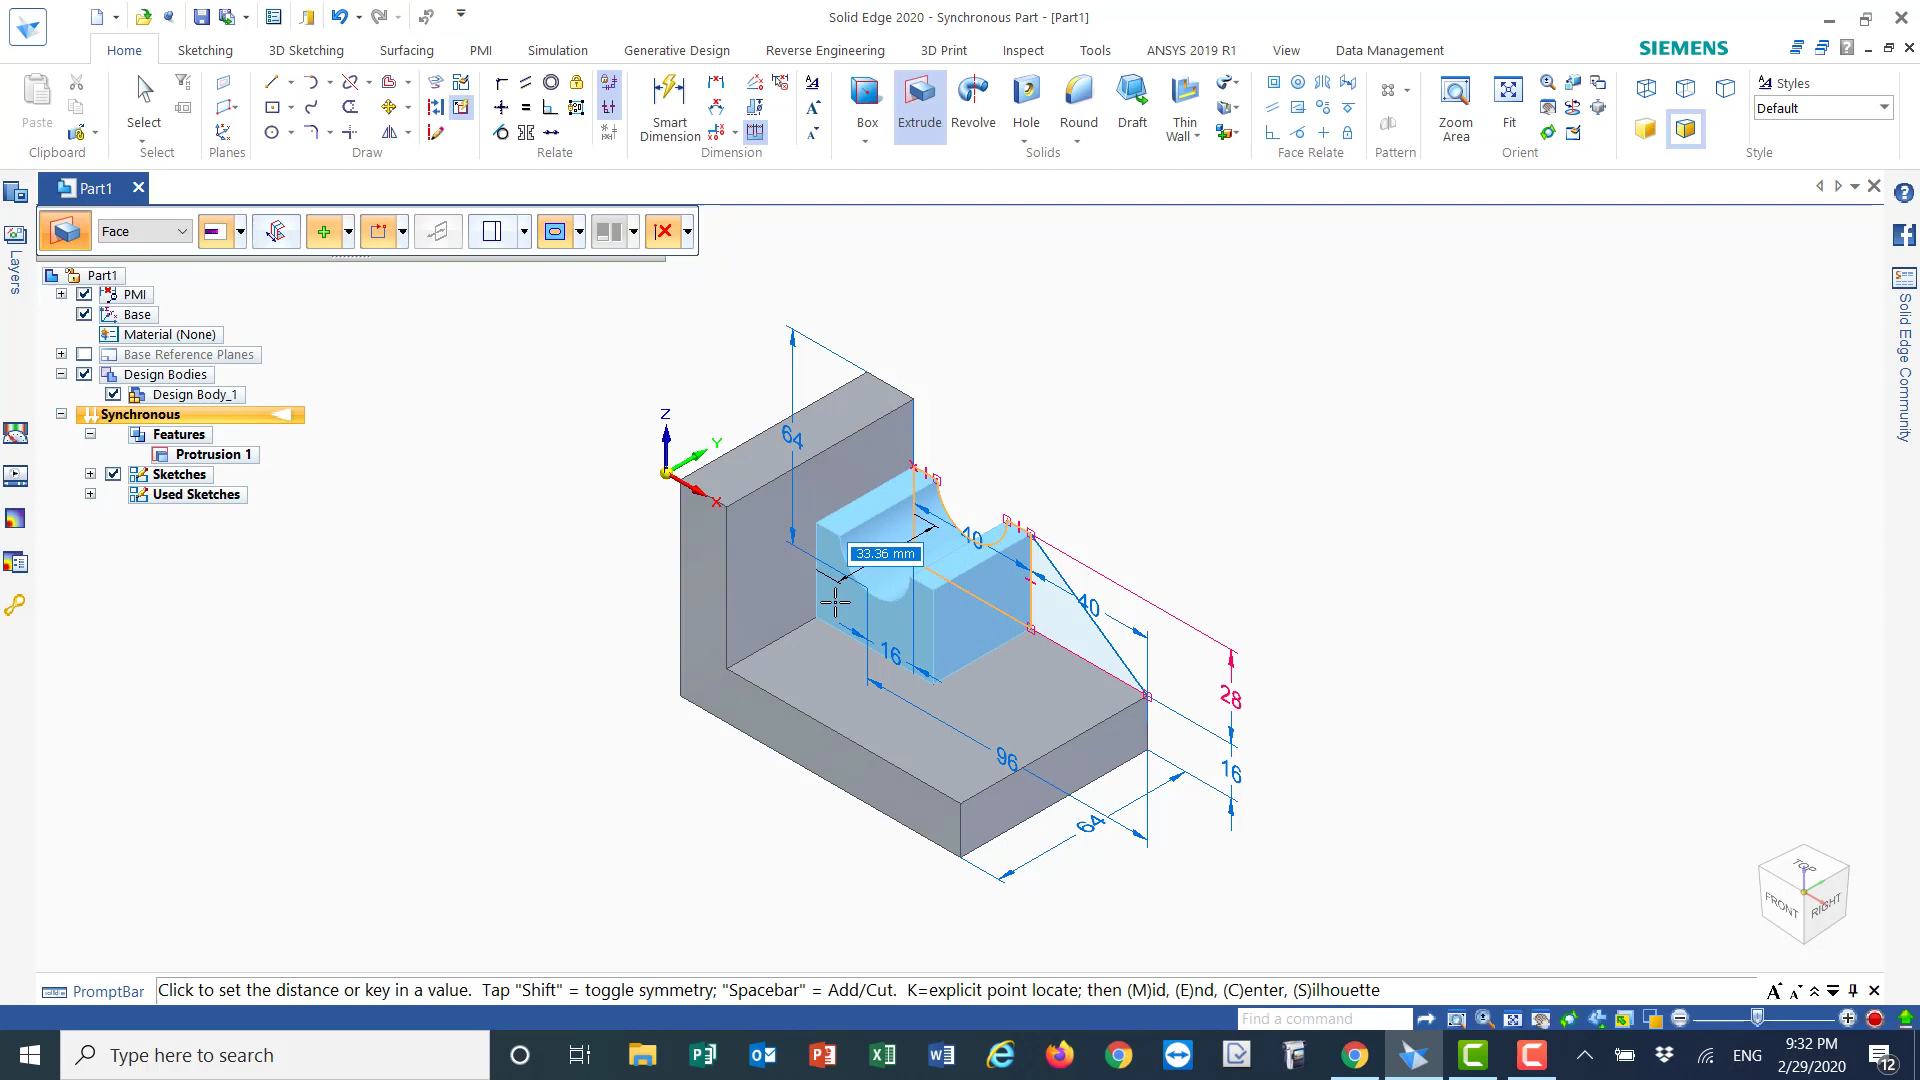 Solid Edge 2020 - Synchronous Part - [Part1]
Home
Sketching
3D Sketching
Surfacing
PMI
Simulation
Generative Design
Reverse Engineering
3D Print
Inspect
Tools
ANSYS 2019 R1
View
Data Management
SIEMENS
Paste
Clipboard
Select
Select
Planes
Draw
Relate
Smart
Dimension
Dimension
Box
Extrude
Revolve
Hole
Round
Draft
Thin
Wall
Solids
Face Relate
Pattern
Zoom
Area
Fit
Orient
Styles
Default
Style
Part1
Face
Layers
Part1
PMI
Base
Material (None)
Base Reference Planes
Design Bodies
Design Body_1
Synchronous
Features
Protrusion 1
Sketches
Used Sketches
Solid Edge Community
Z
Y
X
64
40
33.36 mm
40
16
28
96
16
64
TOP
FRONT
RIGHT
PromptBar
Click to set the distance or key in a value. Tap "Shift" = toggle symmetry; "Spacebar" = Add/Cut. K=explicit point locate; then (M)id, (E)nd, (C)enter, (S)ilhouette
Find a command
Type here to search
ENG
9:32 PM
2/29/2020
12